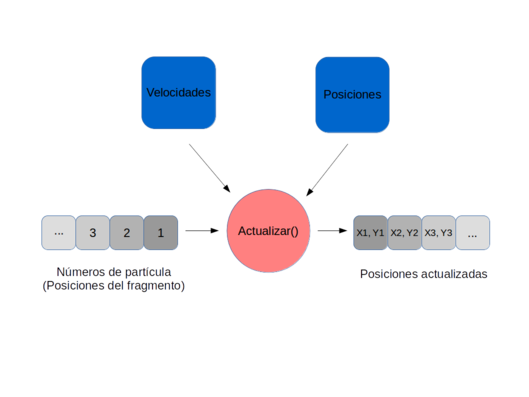 Velocidades
Posiciones
... 3 2 1
Actualizar()
X1, Y1 X2, Y2 X3, Y3 ...
Números de partícula
(Posiciones del fragmento)
Posiciones actualizadas